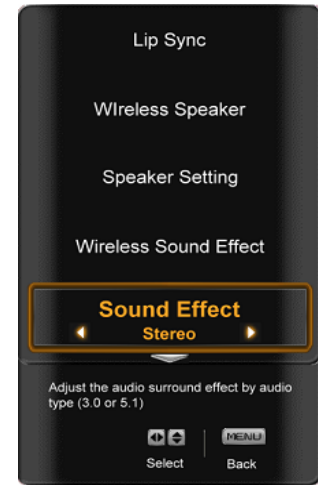 Lip Sync
WIreless Speaker
Speaker Setting
Wireless Sound Effect
Sound Effect
Stereo
Adjust the audio surround effect by audio
type (3.0 or 5.1)
MENU
Select Back